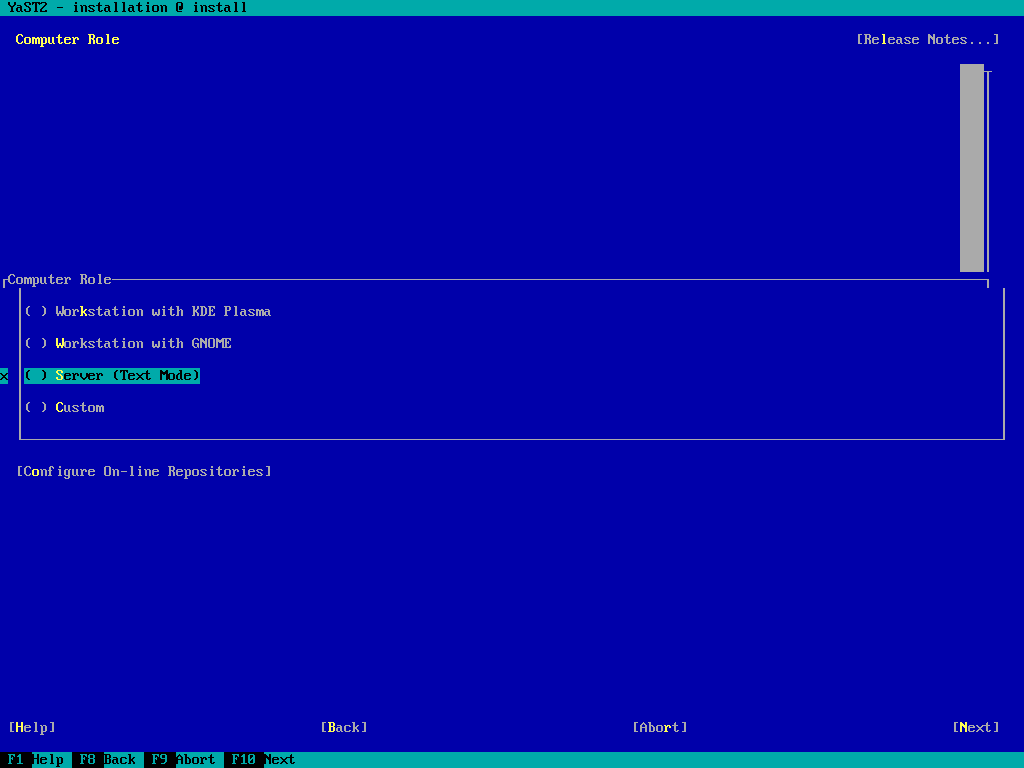 YaST2 - installation @ install
Computer Role [Release Notes...]
Computer Role
( ) Workstation with KDE Plasma
( ) Workstation with GNOME
x ( ) Server (Text Mode)
( ) Custom
[Configure On-line Repositories]
[Help] [Back] [Abort] [Next]
F1 Help F8 Back F9 Abort F10 Next